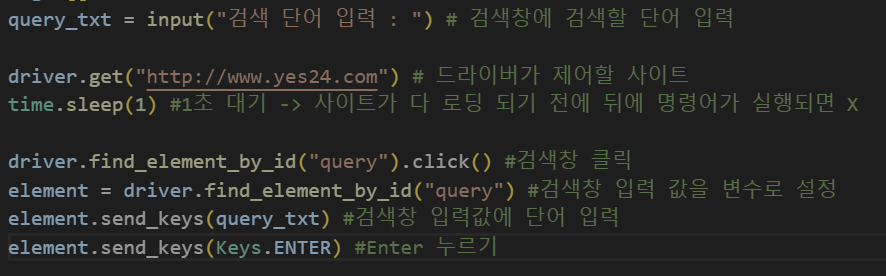 query_txt = input("검색 단어 입력 : ") # 검색창에 검색할 단어 입력
driver.get("http://www.yes24.com") # 드라이버가 제어할 사이트
time.sleep(1) #1초 대기 -> 사이트가 다 로딩 되기 전에 뒤에 명령어가 실행되면 X
driver.find_element_by_id("query").click() #검색창 클릭
element = driver.find_element_by_id("query") #검색창 입력 값을 변수로 설정
element.send_keys(query_txt) #검색창 입력값에 단어 입력
element.send_keys(Keys.ENTER) #Enter 누르기